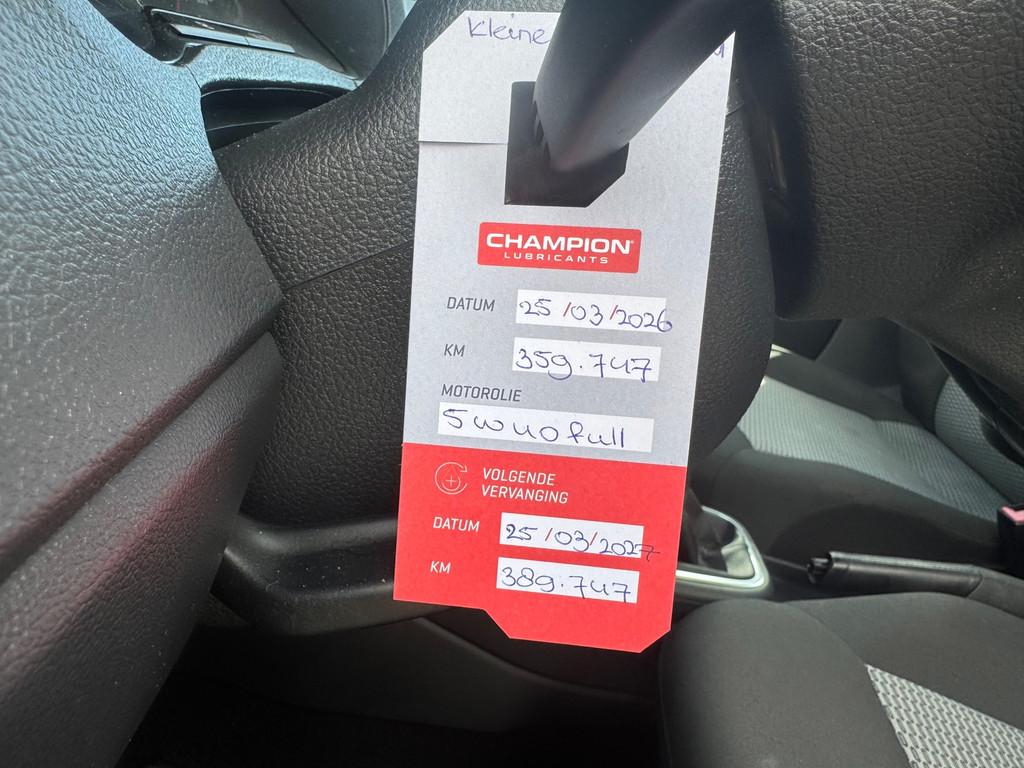 Kleine
CHAMPION®
LUBRICANTS
DATUM 25/03/2026
KM 359.747
MOTOROLIE
5w40 full
VOLGENDE
VERVANGING
DATUM 25/03/2027
KM 389.747